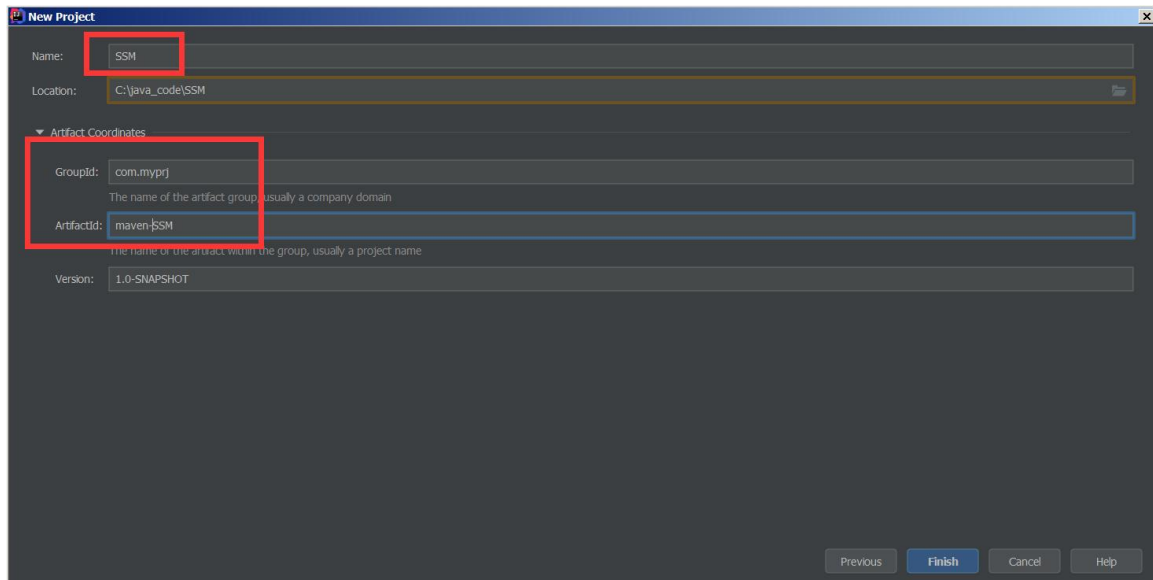 New Project
Name: SSM
Location: C:\java_code\SSM
Artifact Coordinates
GroupId: com.myprj
The name of the artifact group, usually a company domain
ArtifactId: maven-SSM
The name of the artifact within the group, usually a project name
Version: 1.0-SNAPSHOT
Previous Finish Cancel Help